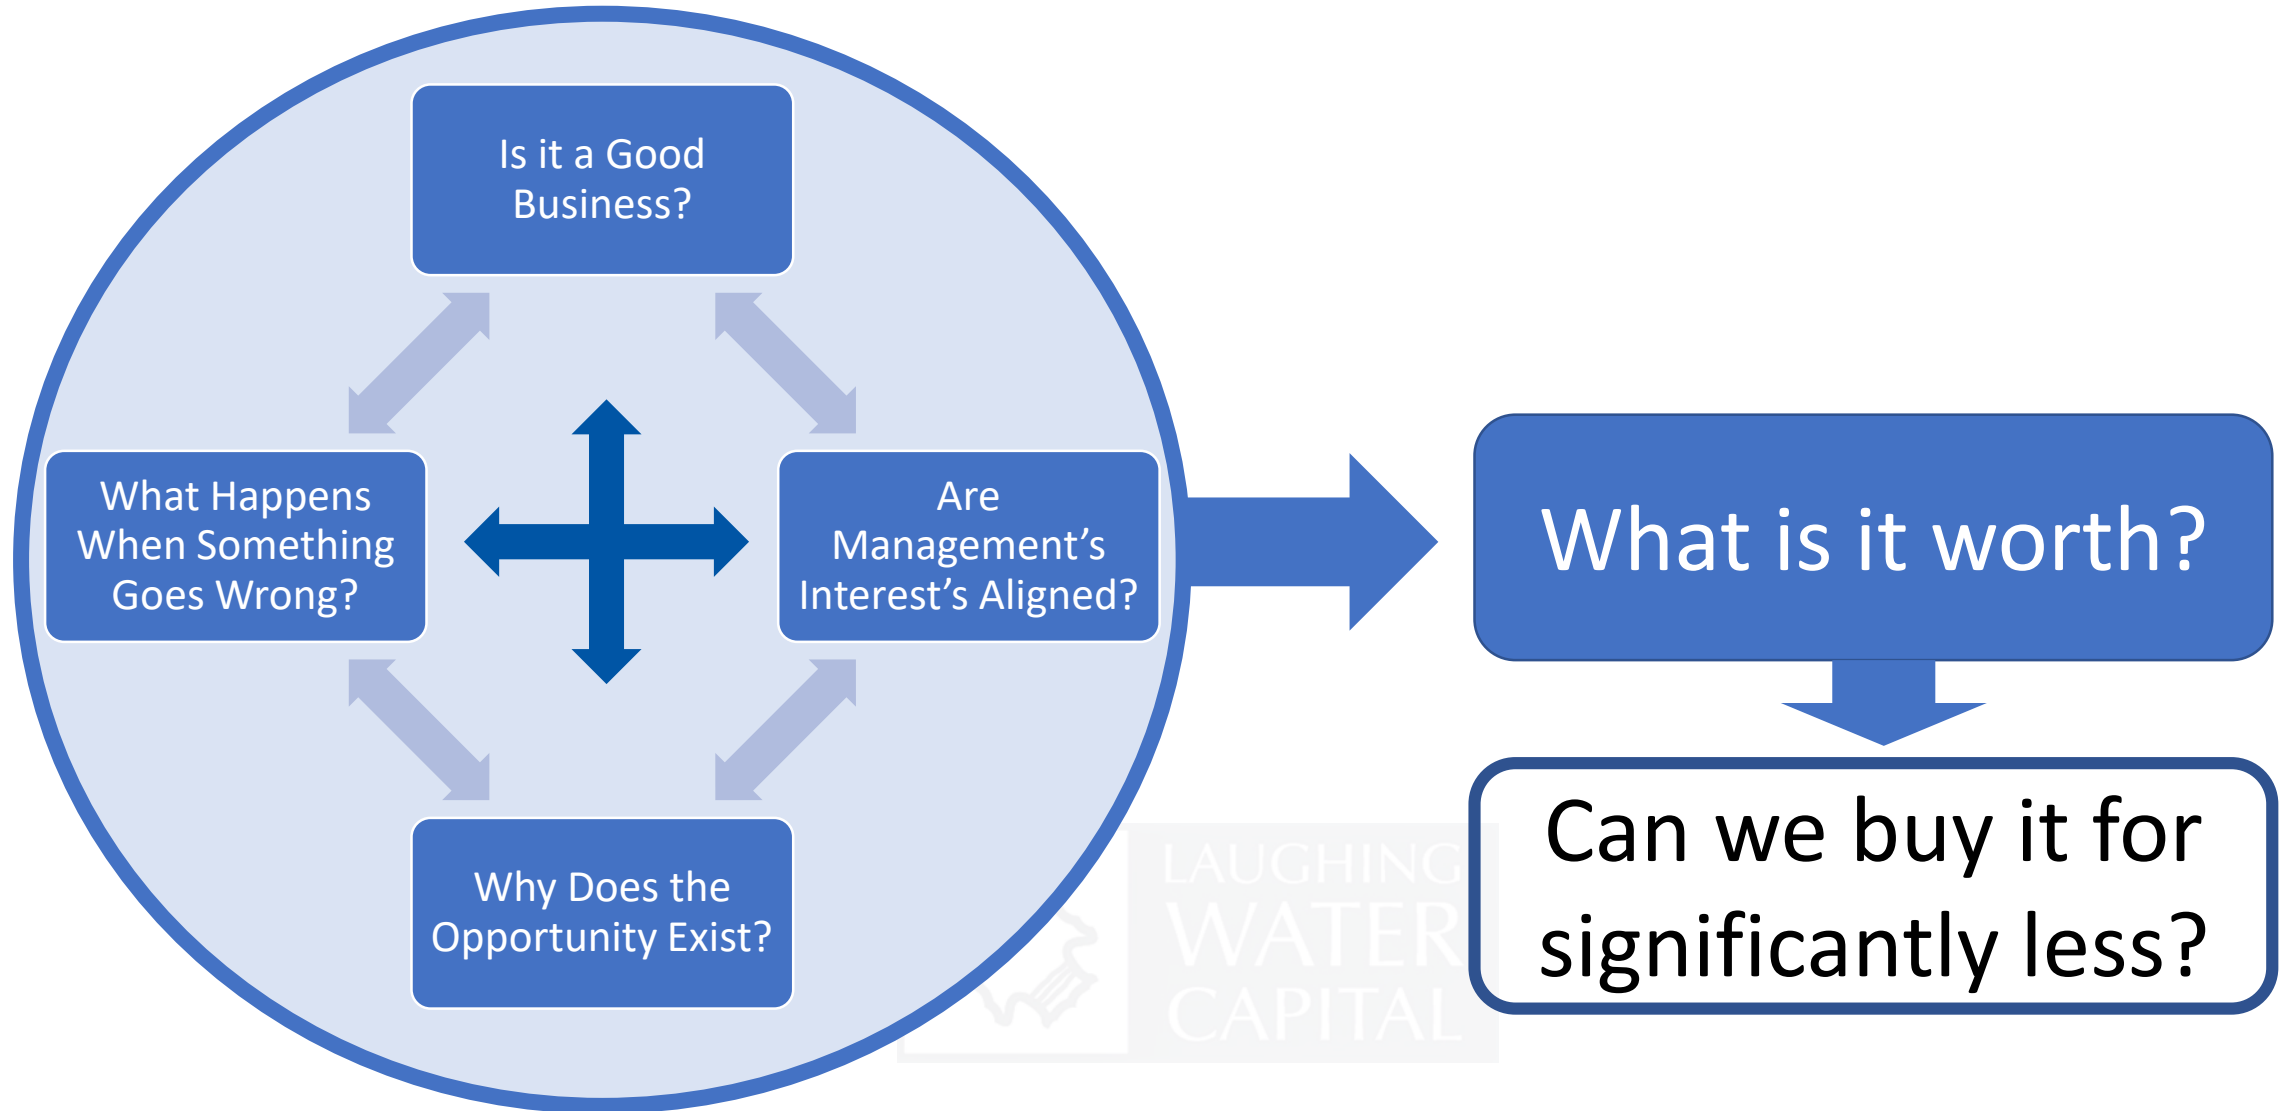 Is it a Good
Business?
What Happens
When Something
Goes Wrong?
Are
Management’s
Interest’s Aligned?
What is it worth?
Why Does the
Opportunity Exist?
Can we buy it for
significantly less?
LAUGHING
WATER
CAPITAL